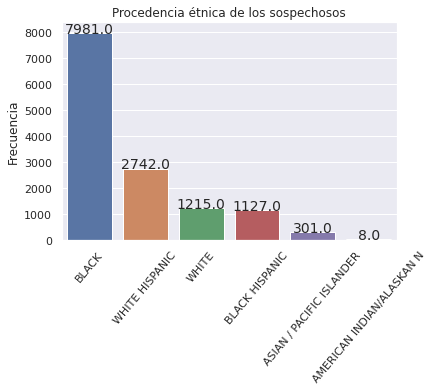 Procedencia étnica de los sospechosos
Frecuencia
8000
7000
6000
5000
4000
3000
2000
1000
0
7981.0
2742.0
1215.0
1127.0
301.0
8.0
BLACK
WHITE HISPANIC
WHITE
BLACK HISPANIC
ASIAN / PACIFIC ISLANDER
AMERICAN INDIAN/ALASKAN N